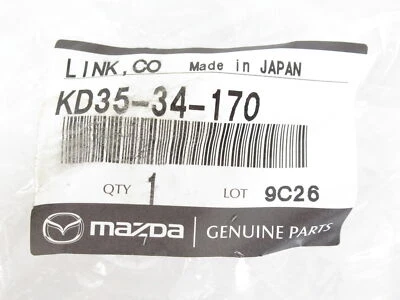 LINK, CO Made in JAPAN
KD35-34-170
QTY 1 LOT 9C26
mazda GENUINE PARTS